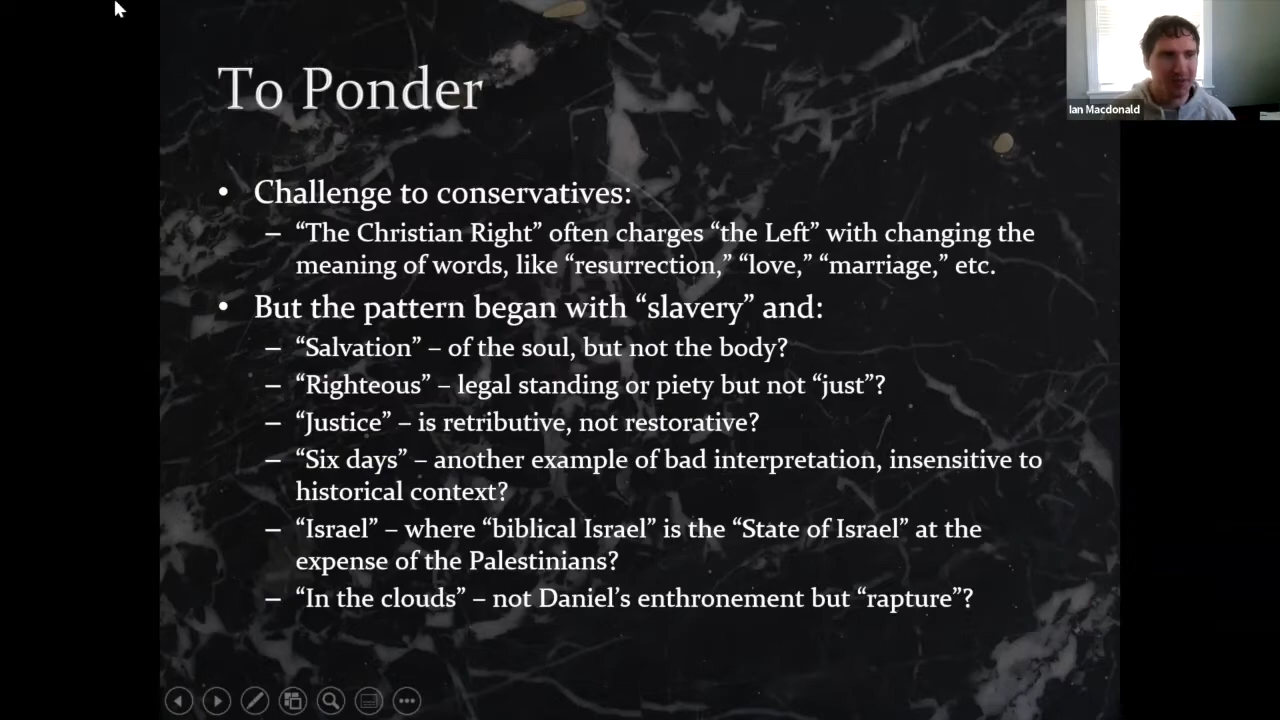 To Ponder
Ian Macdonald
• Challenge to conservatives:
– “The Christian Right” often charges “the Left” with changing the
meaning of words, like “resurrection,” “love,” “marriage,” etc.
• But the pattern began with “slavery” and:
– “Salvation” – of the soul, but not the body?
– “Righteous” – legal standing or piety but not “just”?
– “Justice” – is retributive, not restorative?
– “Six days” – another example of bad interpretation, insensitive to
historical context?
– “Israel” – where “biblical Israel” is the “State of Israel” at the
expense of the Palestinians?
– “In the clouds” – not Daniel’s enthronement but “rapture”?